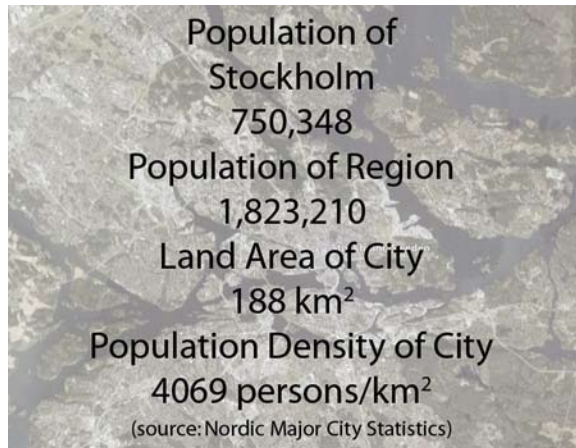 Population of
Stockholm
750,348
Population of Region
1,823,210
Land Area of City
188 km²
Population Density of City
4069 persons/km²
(source: Nordic Major City Statistics)